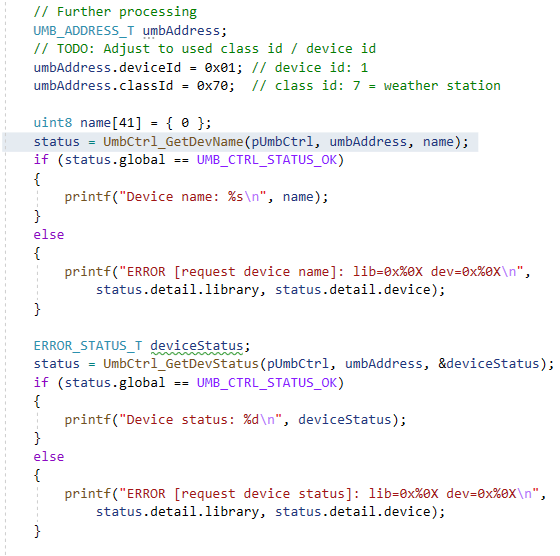 // Further processing
UMB_ADDRESS_T umbAddress;
// TODO: Adjust to used class id / device id
umbAddress.deviceId = 0x01; // device id: 1
umbAddress.classId = 0x70;  // class id: 7 = weather station

uint8 name[41] = { 0 };
status = UmbCtrl_GetDevName(pUmbCtrl, umbAddress, name);
if (status.global == UMB_CTRL_STATUS_OK)
{
    printf("Device name: %s\n", name);
}
else
{
    printf("ERROR [request device name]: lib=0x%0X dev=0x%0X\n",
        status.detail.library, status.detail.device);
}

ERROR_STATUS_T deviceStatus;
status = UmbCtrl_GetDevStatus(pUmbCtrl, umbAddress, &deviceStatus);
if (status.global == UMB_CTRL_STATUS_OK)
{
    printf("Device status: %d\n", deviceStatus);
}
else
{
    printf("ERROR [request device status]: lib=0x%0X dev=0x%0X\n",
        status.detail.library, status.detail.device);
}